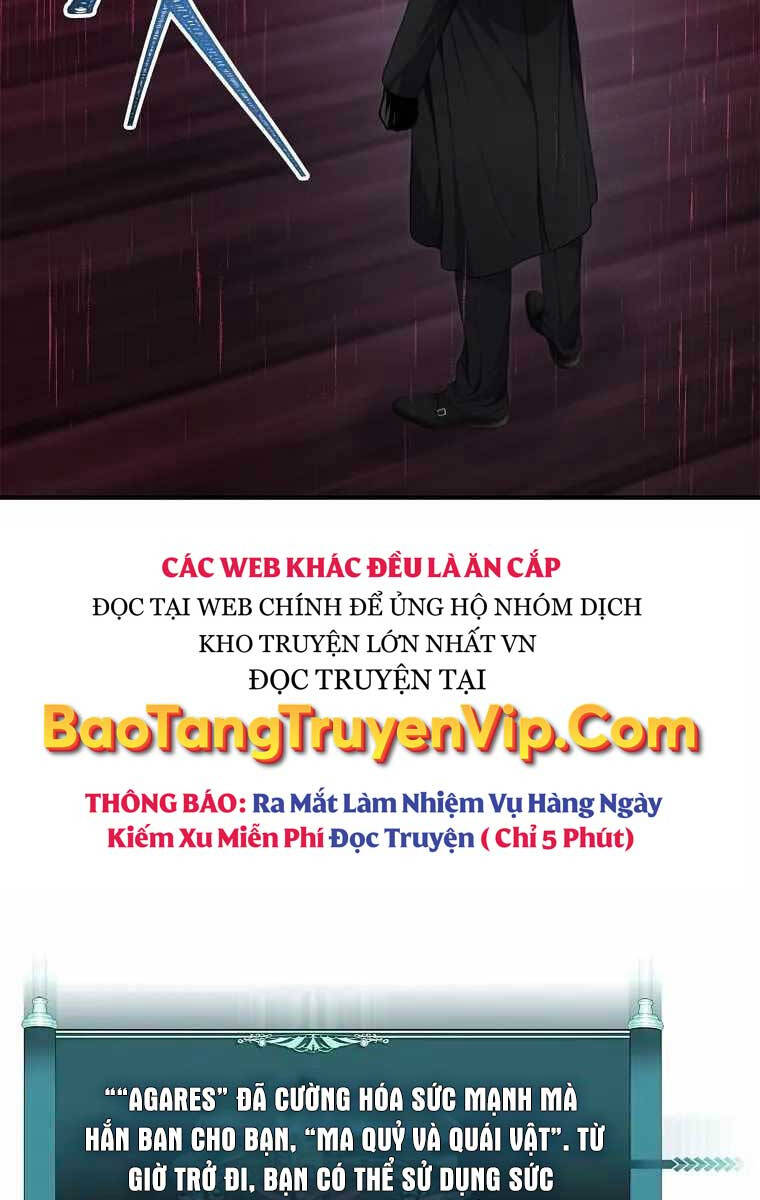 CÁC WEB KHÁC ĐỀU LÀ ĂN CẮP
ĐỌC TẠI WEB CHÍNH ĐỂ ỦNG HỘ NHÓM DỊCH
KHO TRUYỆN LỚN NHẤT VN
ĐỌC TRUYỆN TẠI
BaoTangTruyenVip.Com
THÔNG BÁO: Ra Mắt Làm Nhiệm Vụ Hàng Ngày
Kiếm Xu Miễn Phí Đọc Truyện ( Chỉ 5 Phút)
““AGARES” ĐÃ CƯỜNG HÓA SỨC MẠNH MÀ
HẮN BAN CHO BẠN, “MA QUỶ VÀ QUÁI VẬT”. TỪ
GIỜ TRỞ ĐI, BẠN CÓ THỂ SỬ DỤNG SỨC